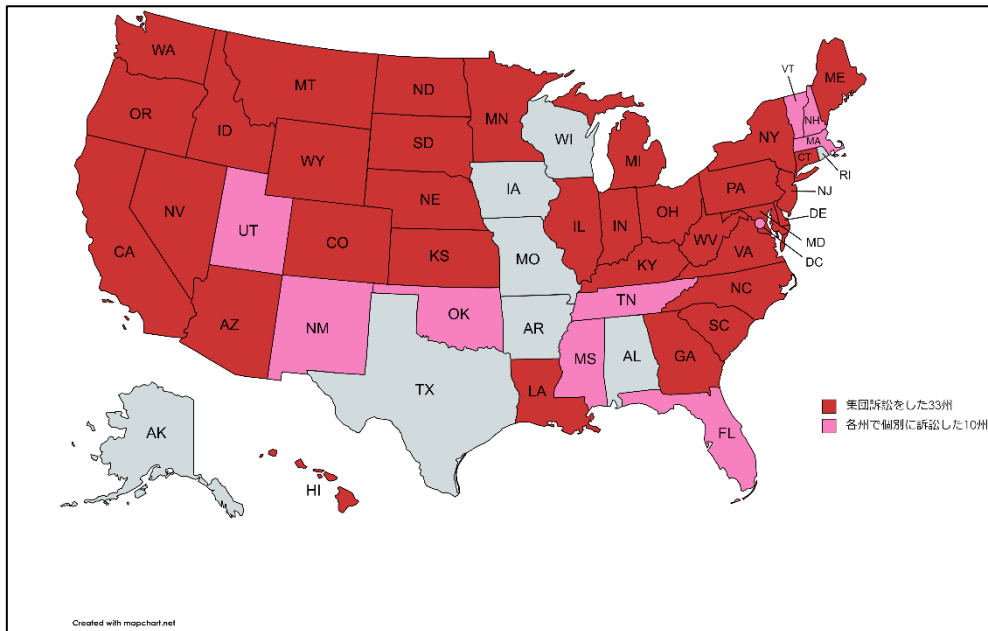 WA
MT
ND
MN
ME
VT
NH
OR
ID
SD
WI
NY
MA
WY
MI
CT
RI
IA
NE
PA
NJ
NV
UT
IL
IN
OH
DE
CA
CO
WV
MD
KS
MO
VA
DC
KY
NC
TN
AZ
NM
OK
AR
SC
MS
AL
GA
TX
LA
集団訴訟をした33州
各州で個別に訴訟した10州
AK
FL
HI
Created with mapchart.net